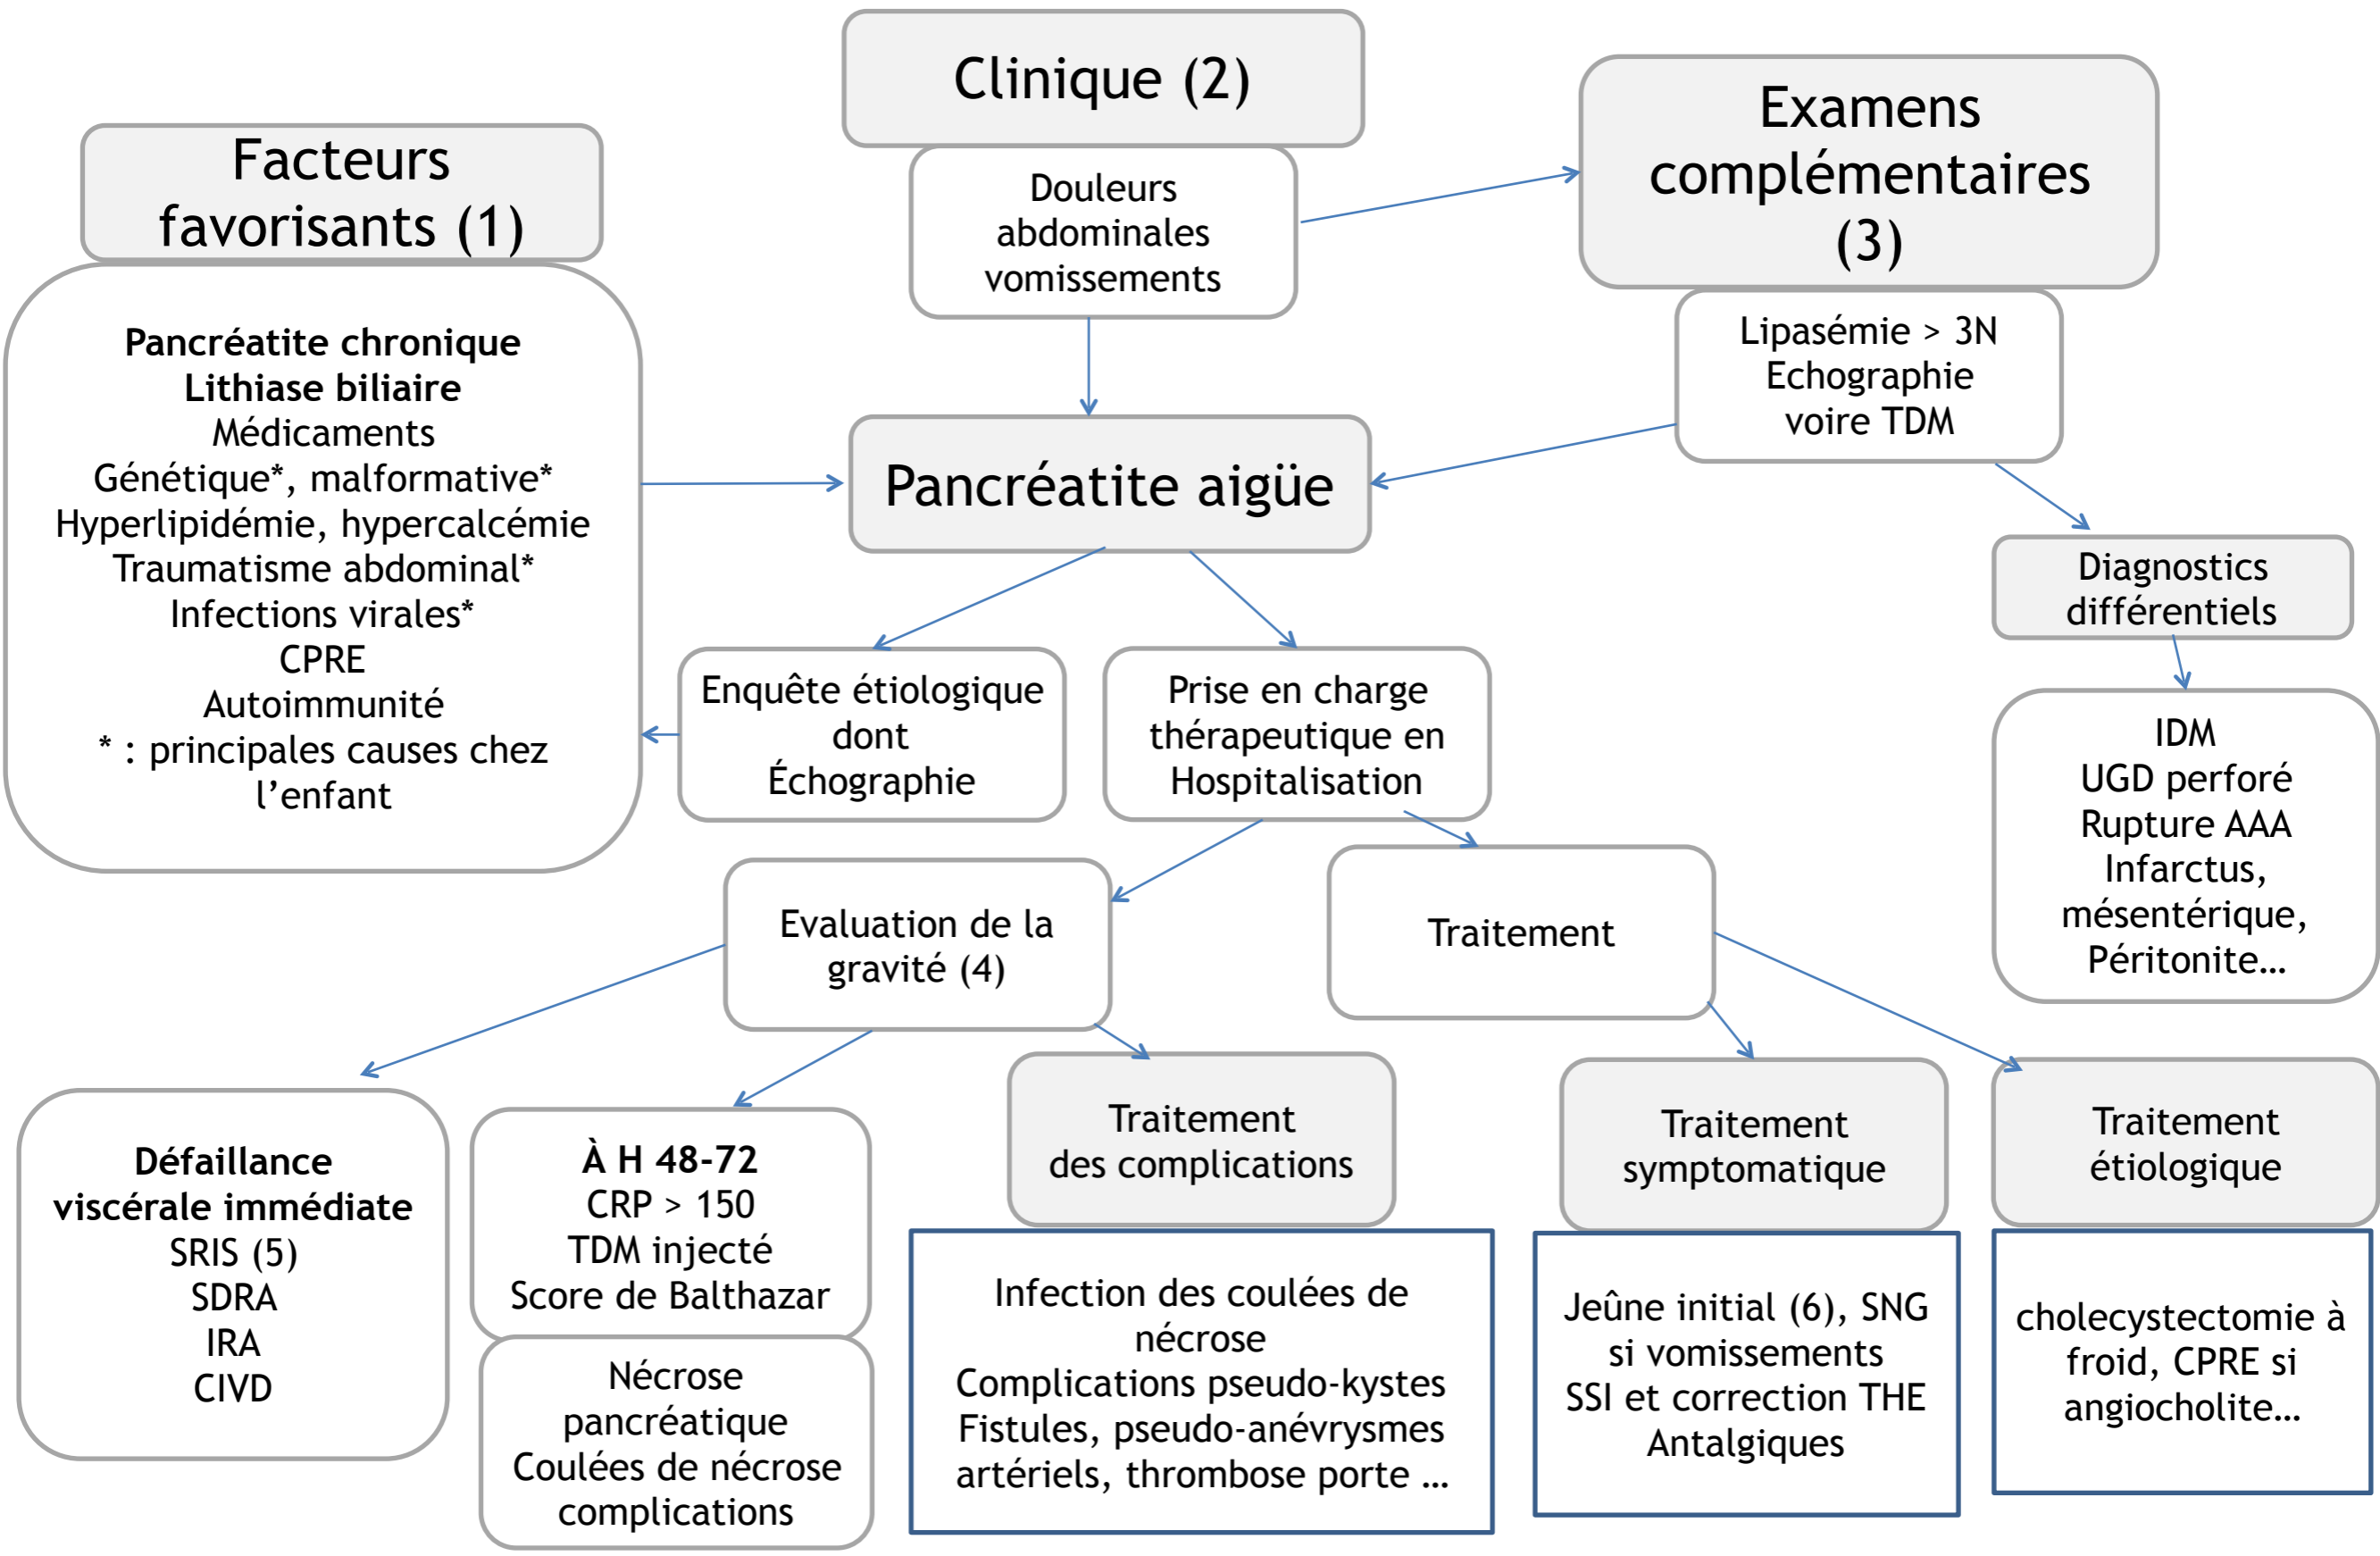 Clinique (2)
Douleurs
abdominales
vomissements
Examens
complémentaires
(3)
Lipasémie > 3N
Echographie
voire TDM
Facteurs
favorisants (1)
Pancréatite chronique
Lithiase biliaire
Médicaments
Génétique*, malformative*
Hyperlipidémie, hypercalcémie
Traumatisme abdominal*
Infections virales*
CPRE
Autoimmunité
* : principales causes chez
l’enfant
Pancréatite aigüe
Diagnostics
différentiels
IDM
UGD perforé
Rupture AAA
Infarctus,
mésentérique,
Péritonite…
Enquête étiologique
dont
Échographie
Prise en charge
thérapeutique en
Hospitalisation
Evaluation de la
gravité (4)
Traitement
Défaillance
viscérale immédiate
SRIS (5)
SDRA
IRA
CIVD
À H 48-72
CRP > 150
TDM injecté
Score de Balthazar
Nécrose
pancréatique
Coulées de nécrose
complications
Traitement
des complications
Infection des coulées de
nécrose
Complications pseudo-kystes
Fistules, pseudo-anévrysmes
artériels, thrombose porte …
Traitement
symptomatique
Jeûne initial (6), SNG
si vomissements
SSI et correction THE
Antalgiques
Traitement
étiologique
cholecystectomie à
froid, CPRE si
angiocholite…